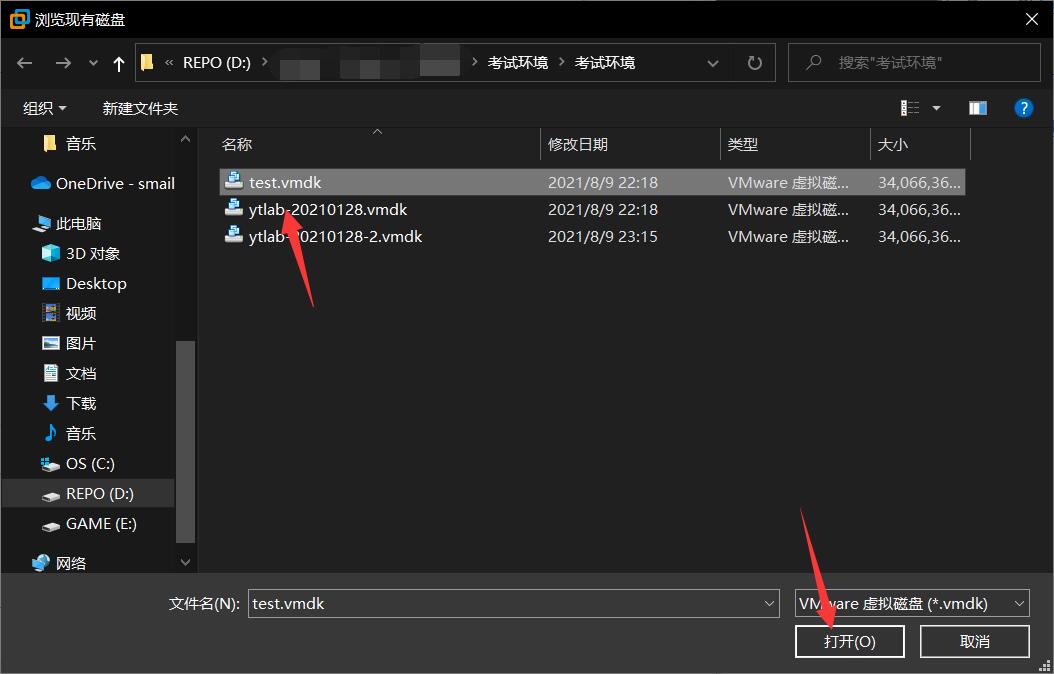 浏览现有磁盘
« REPO (D:) › › 考试环境 › 考试环境
搜索"考试环境"
组织 新建文件夹
名称 修改日期 类型 大小
音乐
OneDrive - smail
此电脑
3D 对象
Desktop
视频
图片
文档
下载
音乐
OS (C:)
REPO (D:)
GAME (E:)
网络
test.vmdk 2021/8/9 22:18 VMware 虚拟磁... 34,066,36...
ytlab-20210128.vmdk 2021/8/9 22:18 VMware 虚拟磁... 34,066,36...
ytlab-20210128-2.vmdk 2021/8/9 23:15 VMware 虚拟磁... 34,066,36...
文件名(N): test.vmdk VMware 虚拟磁盘 (*.vmdk)
打开(O) 取消